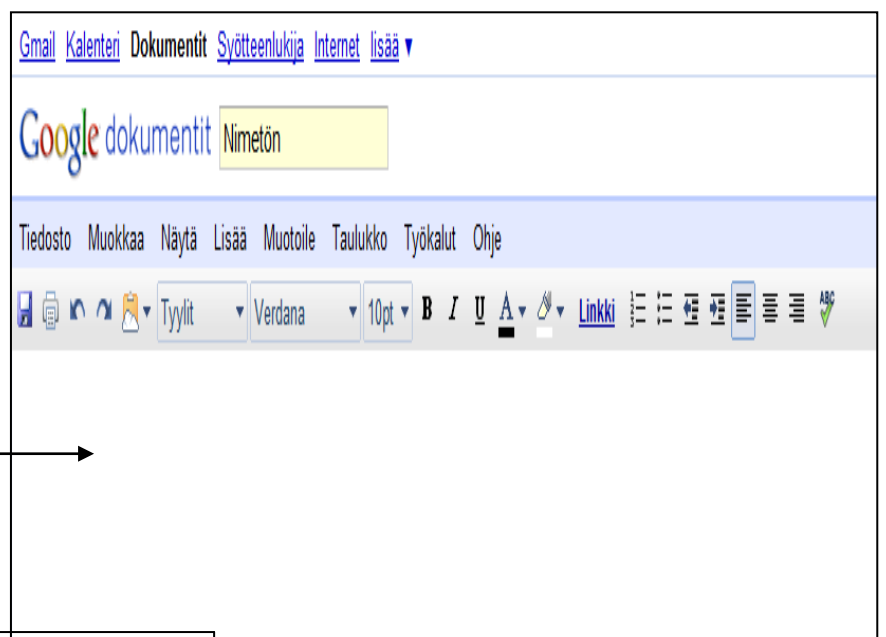 Gmail Kalenteri Dokumentit Syötteenlukija Internet lisää ▼
Google dokumentit Nimetön
Tiedosto Muokkaa Näytä Lisää Muotoile Taulukko Työkalut Ohje
Tyylit Verdana 10pt B I U A Linkki ABC